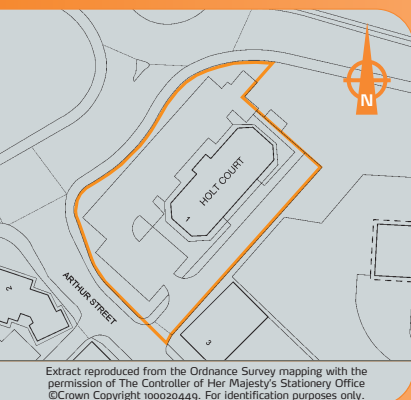 N
HOLT COURT
1
ARTHUR STREET
2
3
Extract reproduced from the Ordnance Survey mapping with the
permission of The Controller of Her Majesty's Stationery Office
©Crown Copyright 100020449. For identification purposes only.